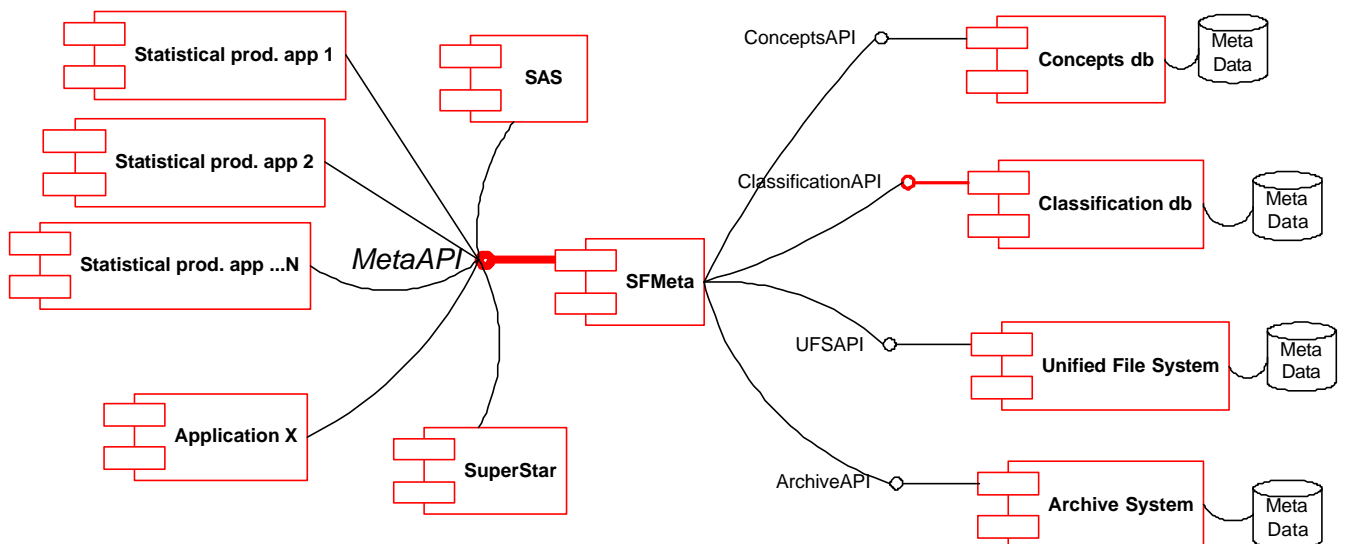 Statistical prod. app 1
SAS
ConceptsAPI
Concepts db
Meta
Data
Statistical prod. app 2
ClassificationAPI
Classification db
Meta
Data
Statistical prod. app ...N
MetaAPI
SFMeta
UFSAPI
Unified File System
Meta
Data
Application X
SuperStar
ArchiveAPI
Archive System
Meta
Data